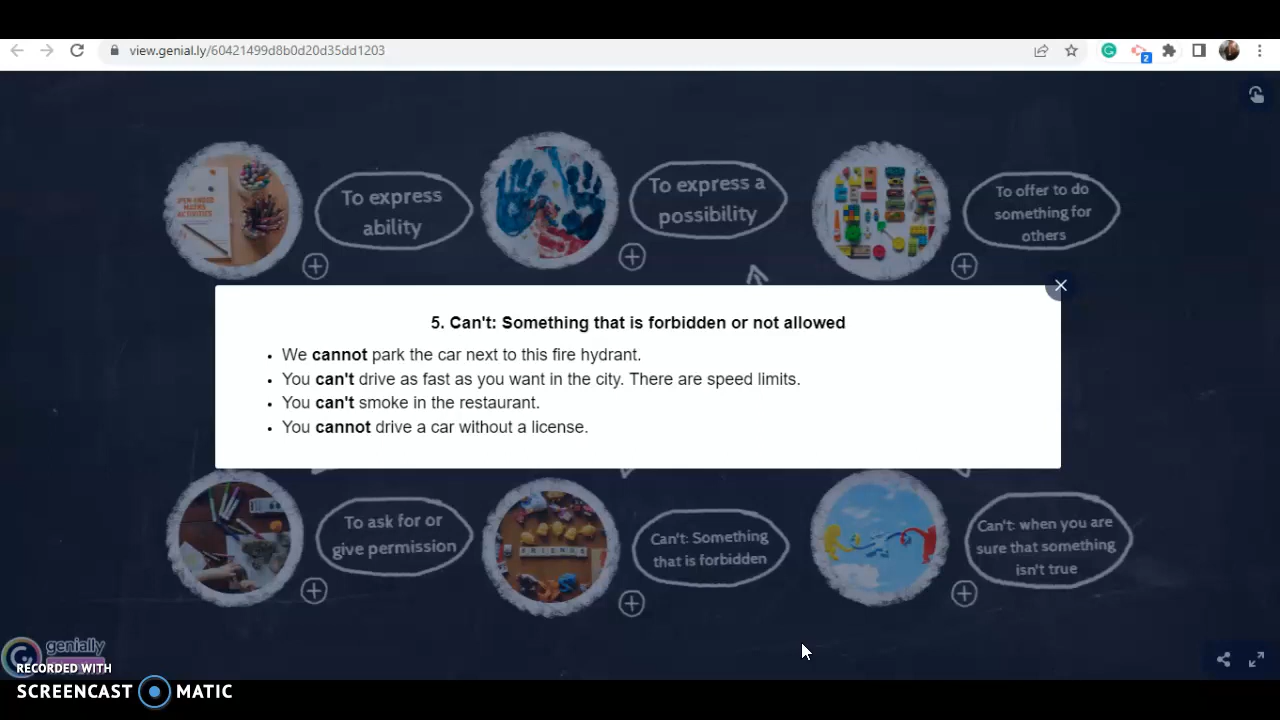 view.genial.ly/60421499d8b0d20d35dd1203
2
To express
ability
To express a
possibility
To offer to do
something for
others
5. Can't: Something that is forbidden or not allowed
• We cannot park the car next to this fire hydrant.
• You can't drive as fast as you want in the city. There are speed limits.
• You can't smoke in the restaurant.
• You cannot drive a car without a license.
To ask for or
give permission
FRIENDS
Can't: Something
that is forbidden
Can't: when you are
sure that something
isn't true
genially
RECORDED WITH
SCREENCAST MATIC